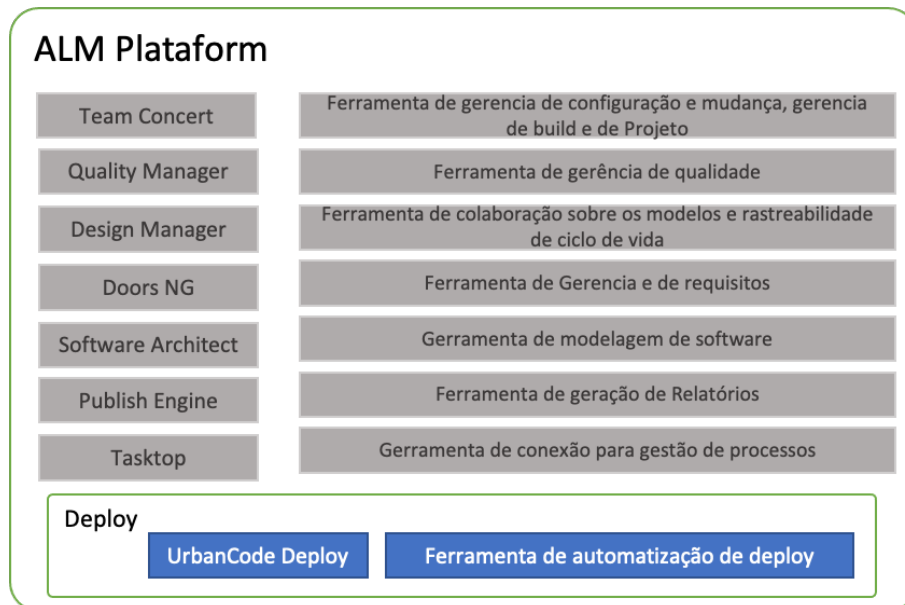 ALM Plataform
Team Concert
Ferramenta de gerencia de configuração e mudança, gerencia
de build e de Projeto
Quality Manager
Ferramenta de gerência de qualidade
Design Manager
Ferramenta de colaboração sobre os modelos e rastreabilidade
de ciclo de vida
Doors NG
Ferramenta de Gerencia e de requisitos
Software Architect
Gerramenta de modelagem de software
Publish Engine
Ferramenta de geração de Relatórios
Tasktop
Gerramenta de conexão para gestão de processos
Deploy
UrbanCode Deploy
Ferramenta de automatização de deploy